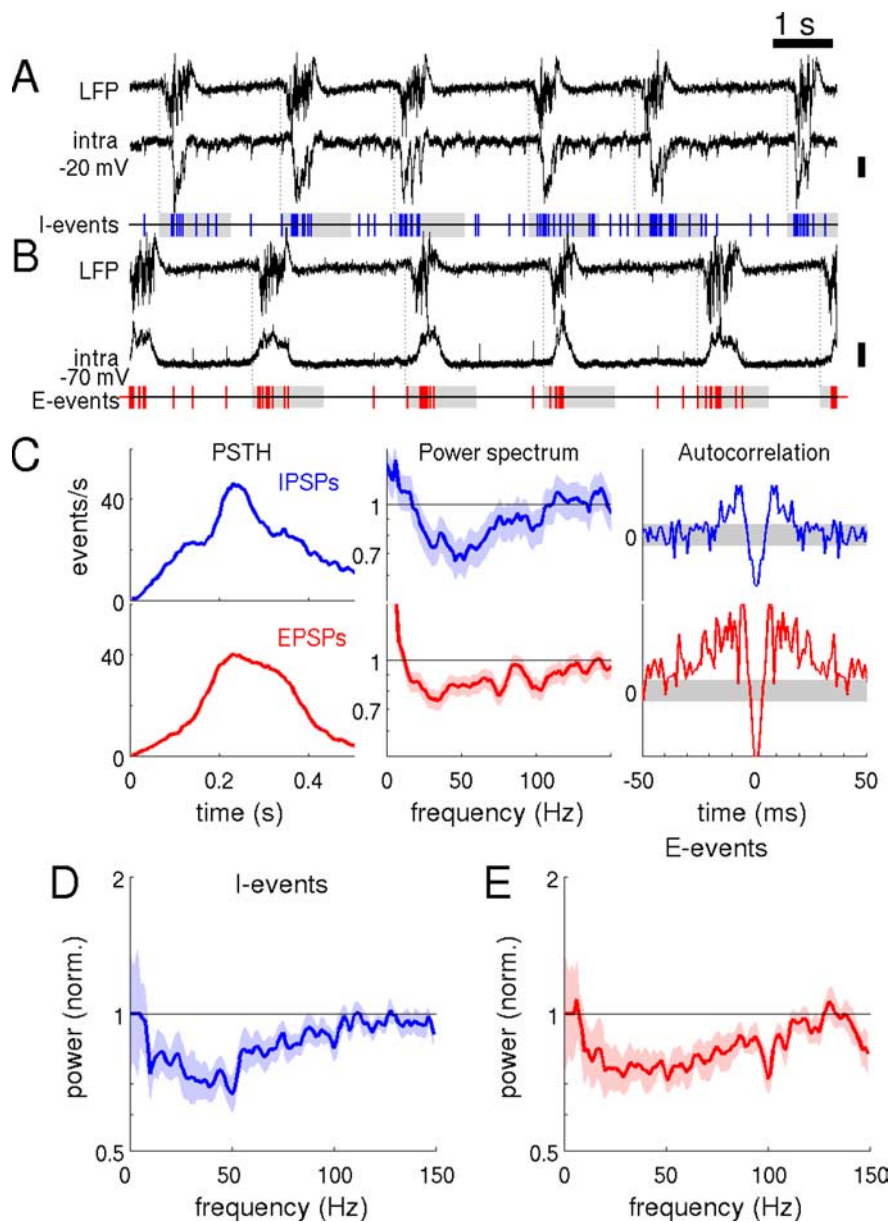 1 s
A
LFP
intra
-20 mV
I-events
B
LFP
intra
-70 mV
E-events
C
PSTH
Power spectrum
Autocorrelation
events/s
40
0
IPSPs
1
0.7
0
40
0
EPSPs
1
0.7
0
0 0.2 0.4
0 50 100
-50 0 50
time (s)
frequency (Hz)
time (ms)
D
I-events
E
E-events
power (norm.)
2
1
0.5
0 50 100 150
frequency (Hz)
power (norm.)
2
1
0.5
0 50 100 150
frequency (Hz)